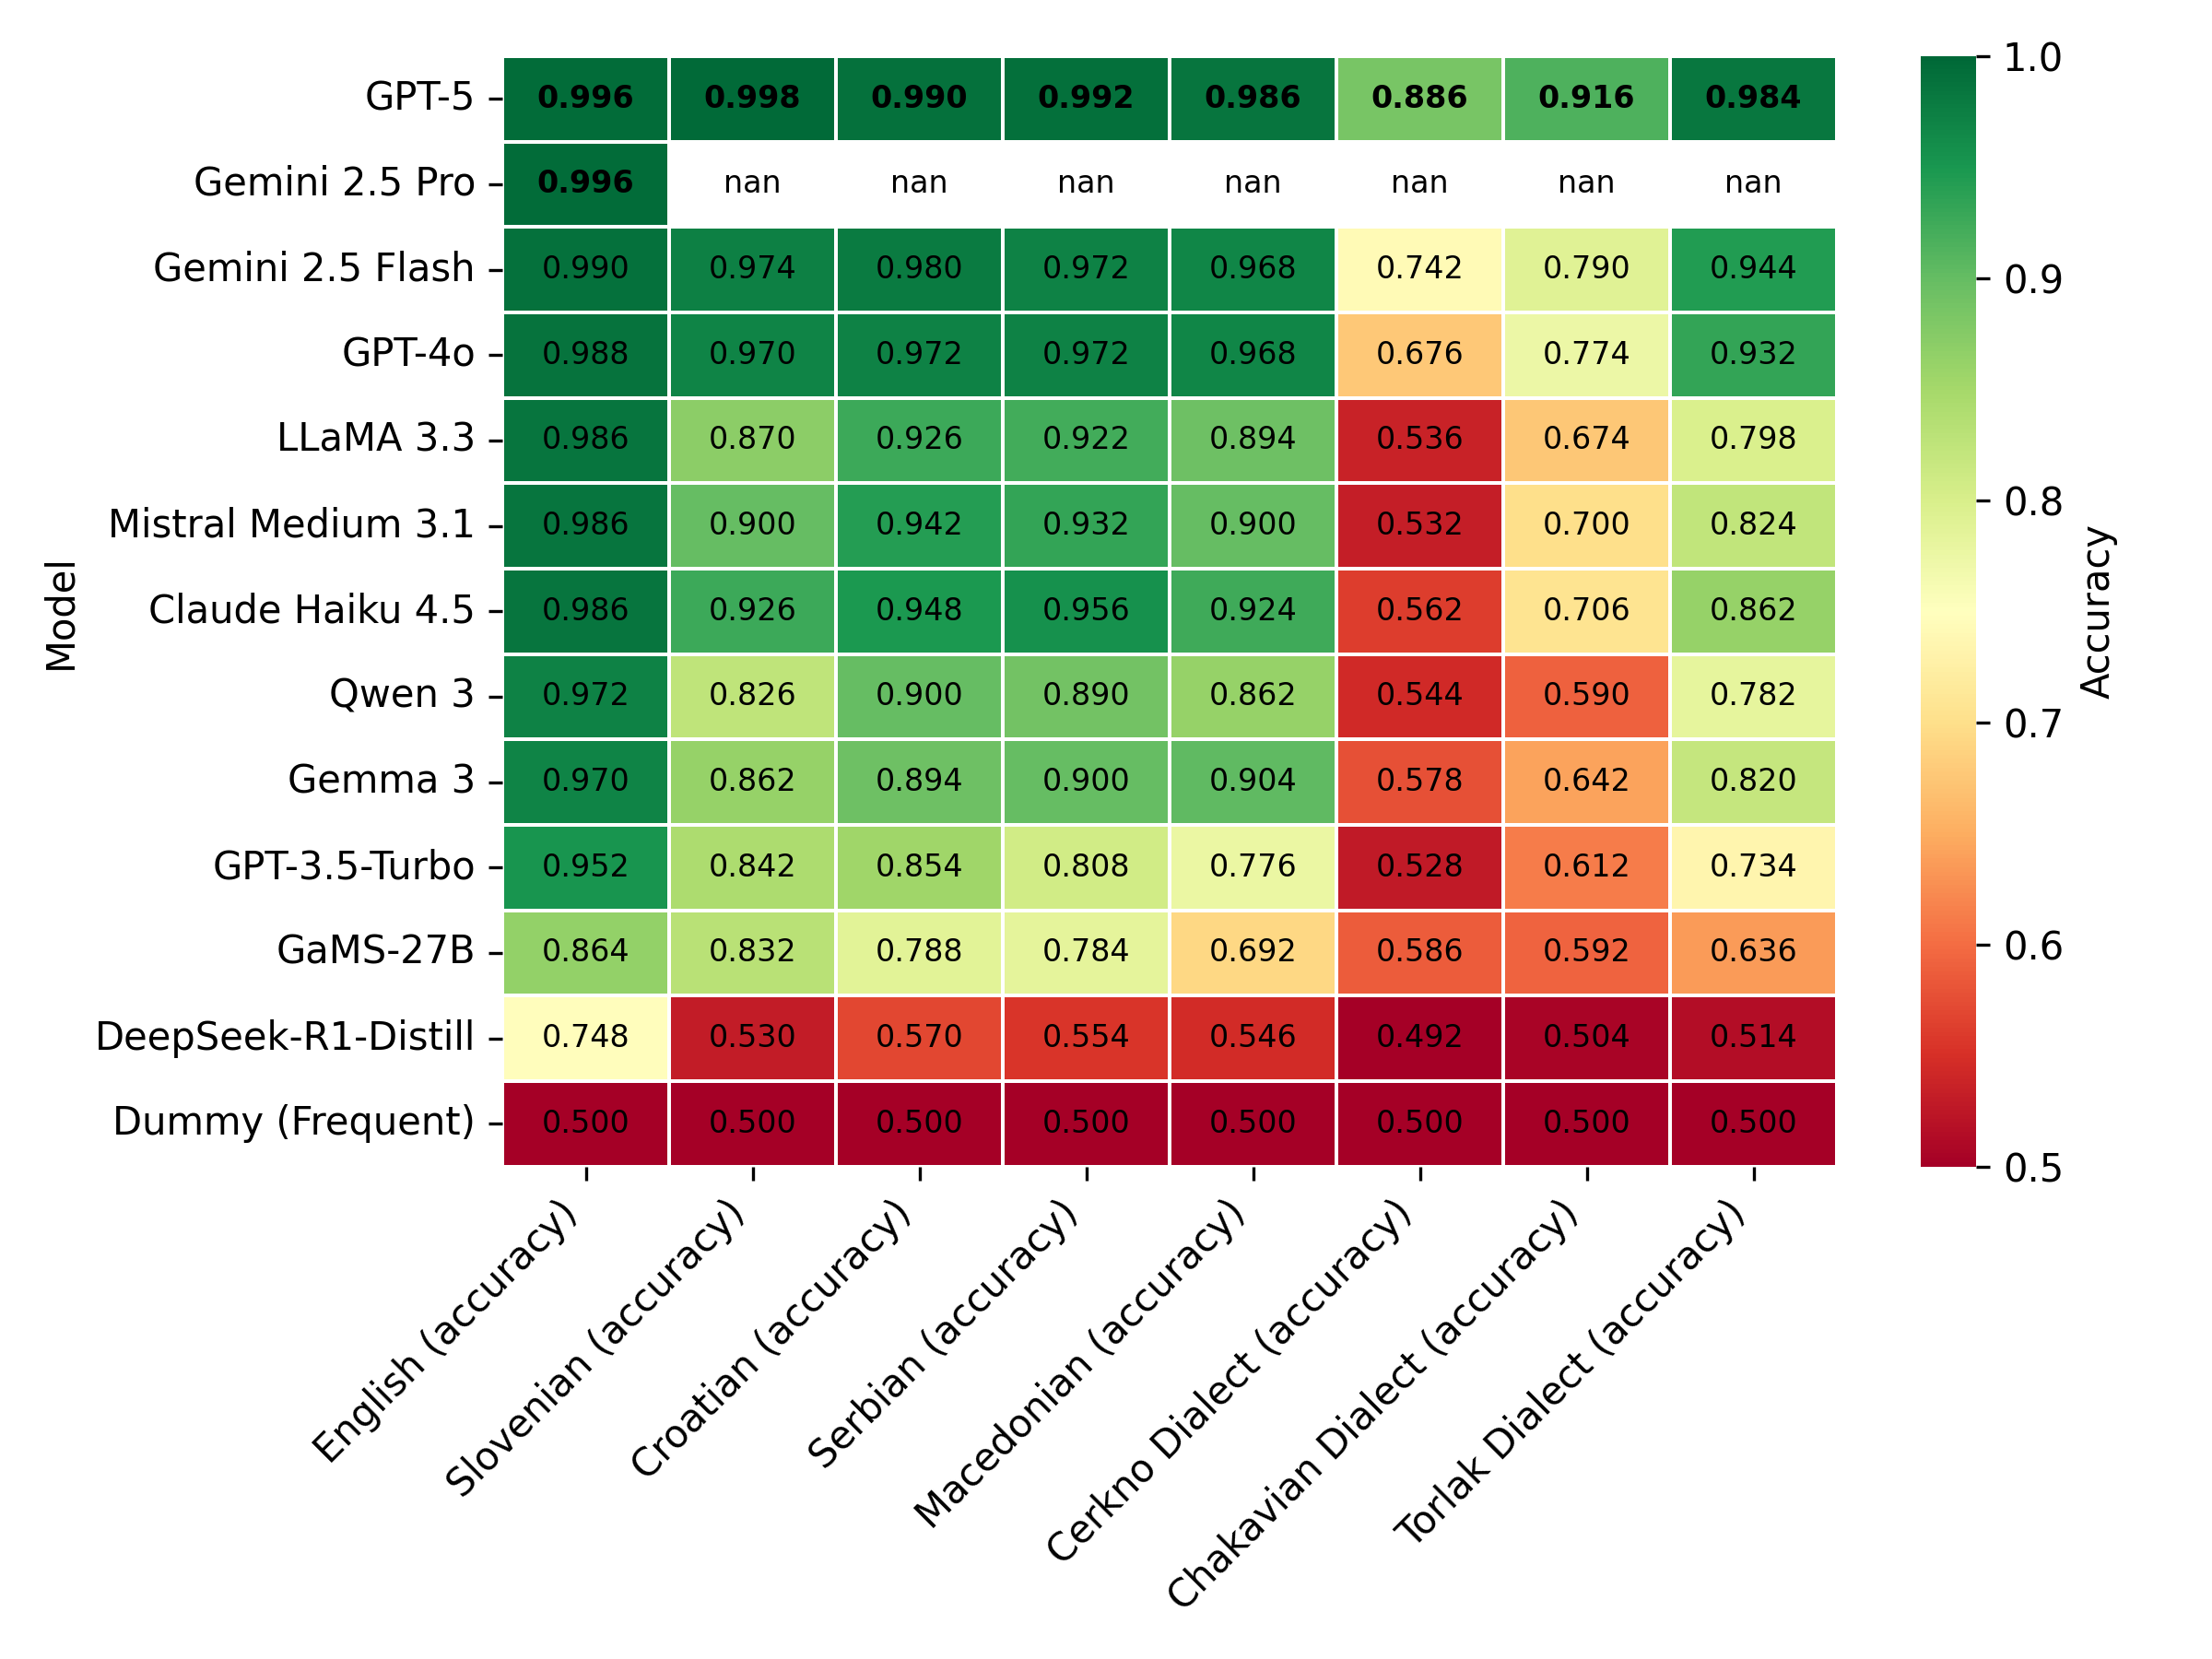 GPT-5 0.996 0.998 0.990 0.992 0.986 0.886 0.916 0.984
Gemini 2.5 Pro 0.996 nan nan nan nan nan nan nan
Gemini 2.5 Flash 0.990 0.974 0.980 0.972 0.968 0.742 0.790 0.944
GPT-4o 0.988 0.970 0.972 0.972 0.968 0.676 0.774 0.932
LLaMA 3.3 0.986 0.870 0.926 0.922 0.894 0.536 0.674 0.798
Mistral Medium 3.1 0.986 0.900 0.942 0.932 0.900 0.532 0.700 0.824
Claude Haiku 4.5 0.986 0.926 0.948 0.956 0.924 0.562 0.706 0.862
Qwen 3 0.972 0.826 0.900 0.890 0.862 0.544 0.590 0.782
Gemma 3 0.970 0.862 0.894 0.900 0.904 0.578 0.642 0.820
GPT-3.5-Turbo 0.952 0.842 0.854 0.808 0.776 0.528 0.612 0.734
GaMS-27B 0.864 0.832 0.788 0.784 0.692 0.586 0.592 0.636
DeepSeek-R1-Distill 0.748 0.530 0.570 0.554 0.546 0.492 0.504 0.514
Dummy (Frequent) 0.500 0.500 0.500 0.500 0.500 0.500 0.500 0.500
Model
English (accuracy)
Slovenian (accuracy)
Croatian (accuracy)
Serbian (accuracy)
Macedonian (accuracy)
Cerkno Dialect (accuracy)
Chakavian Dialect (accuracy)
Torlak Dialect (accuracy)
1.0
0.9
0.8
0.7
0.6
0.5
Accuracy